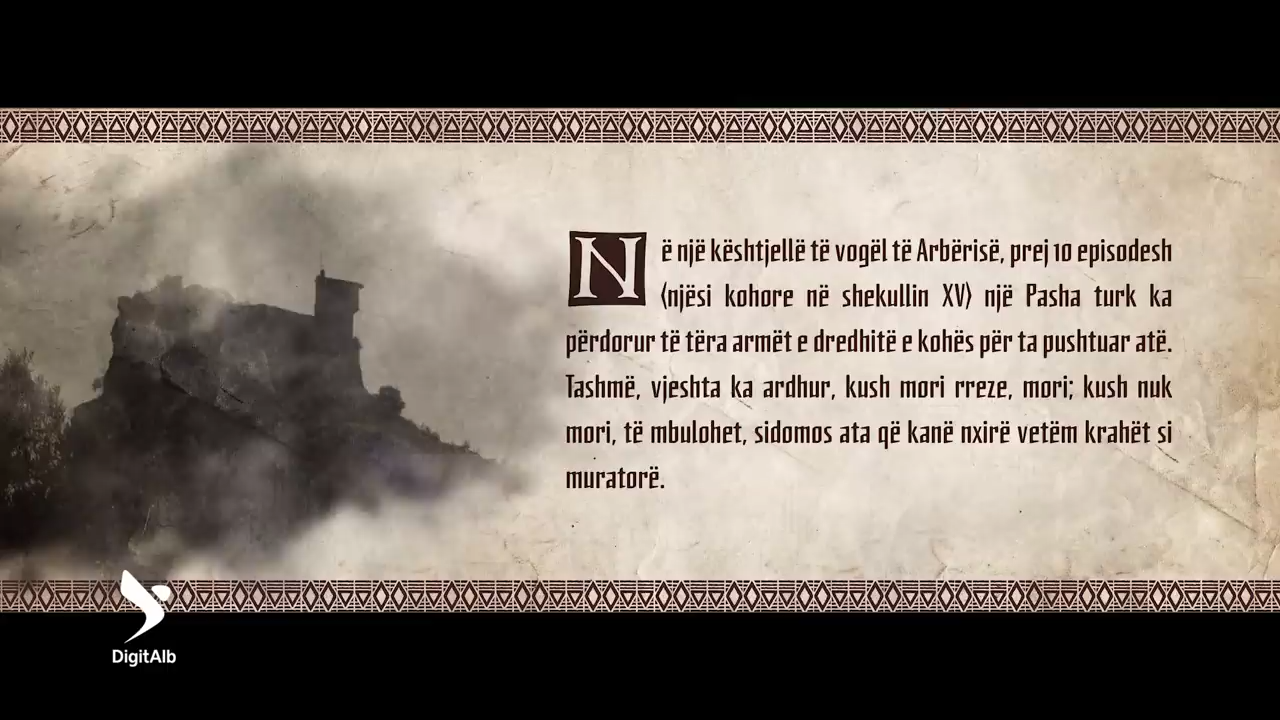 Në një kështjellë të vogël të Arbërisë, prej 10 episodesh
(njësi kohore në shekullin XV) një Pasha turk ka
përdorur të tëra armët e dredhitë e kohës për ta pushtuar atë.
Tashmë, vjeshta ka ardhur, kush mori rreze, mori; kush nuk
mori, të mbulohet, sidomos ata që kanë nxirë vetëm krahët si
muratorë.
DigitAlb